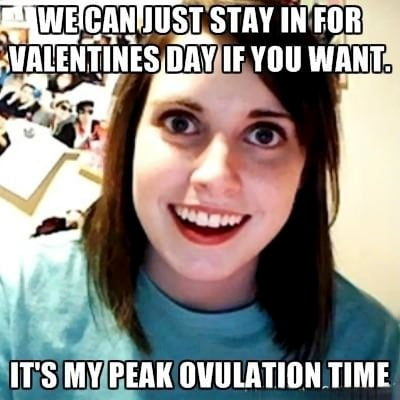 WE CAN JUST STAY IN FOR
VALENTINES DAY IF YOU WANT.
IT'S MY PEAK OVULATION TIME